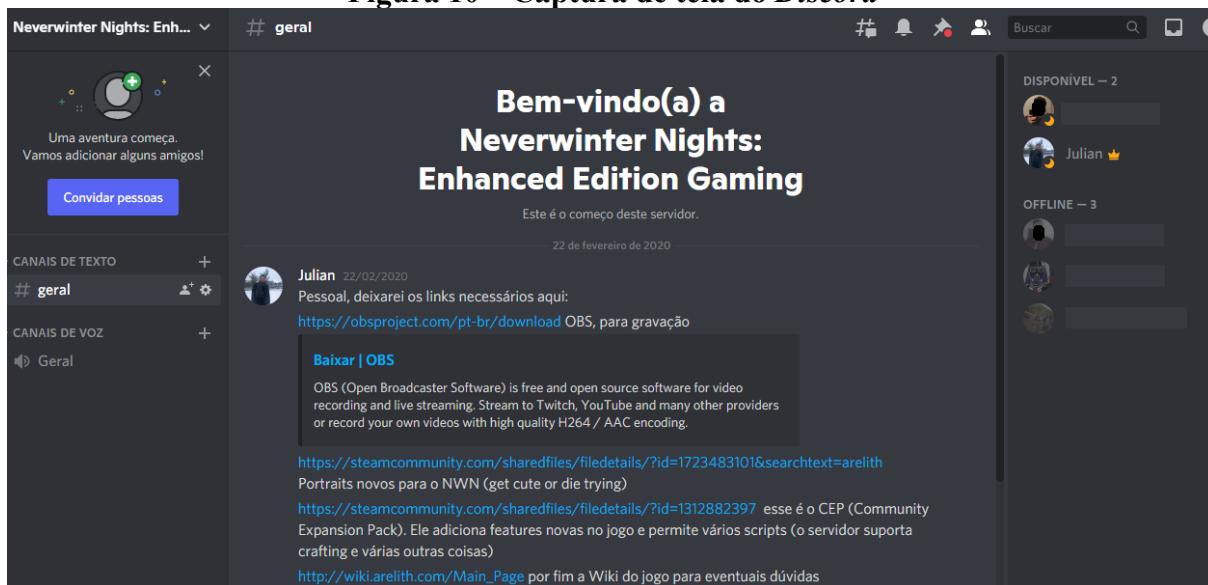 Neverwinter Nights: Enh...
Uma aventura começa.
Vamos adicionar alguns amigos!
Convidar pessoas
CANAIS DE TEXTO
# geral
CANAIS DE VOZ
Geral
# geral
Buscar
Bem-vindo(a) a
Neverwinter Nights:
Enhanced Edition Gaming
Este é o começo deste servidor.
22 de fevereiro de 2020
Julian 22/02/2020
Pessoal, deixarei os links necessários aqui:
https://obsproject.com/pt-br/download OBS, para gravação
Baixar | OBS
OBS (Open Broadcaster Software) is free and open source software for video
recording and live streaming. Stream to Twitch, YouTube and many other providers
or record your own videos with high quality H264 / AAC encoding.
https://steamcommunity.com/sharedfiles/filedetails/?id=1723483101&searchtext=arelith
Portraits novos para o NWN (get cute or die trying)
https://steamcommunity.com/sharedfiles/filedetails/?id=1312882397 esse é o CEP (Community
Expansion Pack). Ele adiciona features novas no jogo e permite vários scripts (o servidor suporta
crafting e várias outras coisas)
http://wiki.arelith.com/Main_Page por fim a Wiki do jogo para eventuais dúvidas
DISPONÍVEL — 2
Julian
OFFLINE — 3